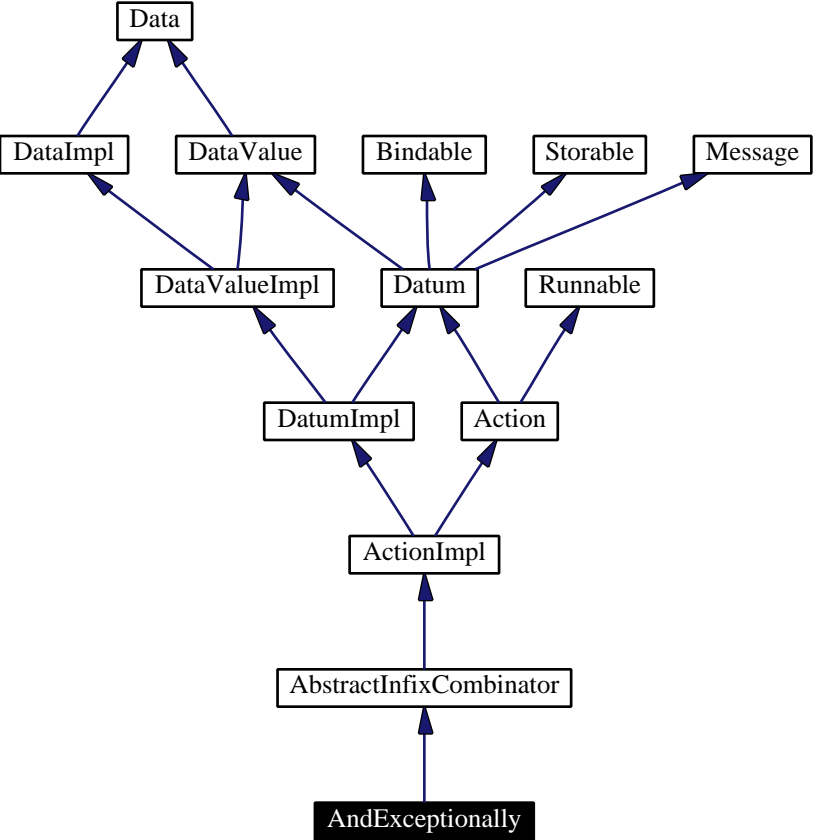 Data
DataImpl
DataValue
Bindable
Storable
Message
DataValueImpl
Datum
Runnable
DatumImpl
Action
ActionImpl
AbstractInfixCombinator
AndExceptionally